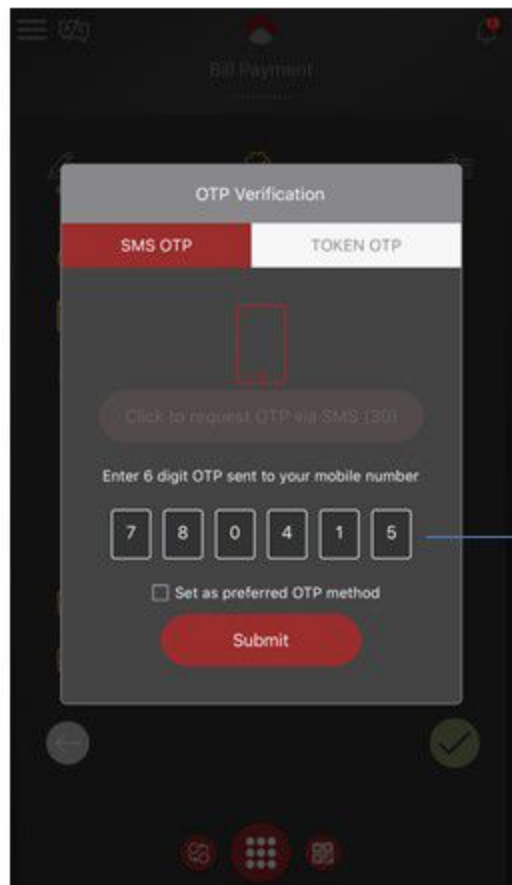 13
Bill Payment
OTP Verification
SMS OTP TOKEN OTP
Click to request OTP via SMS (30)
Enter 6 digit OTP sent to your mobile number
7 8 0 4 1 5
Set as preferred OTP method
Submit